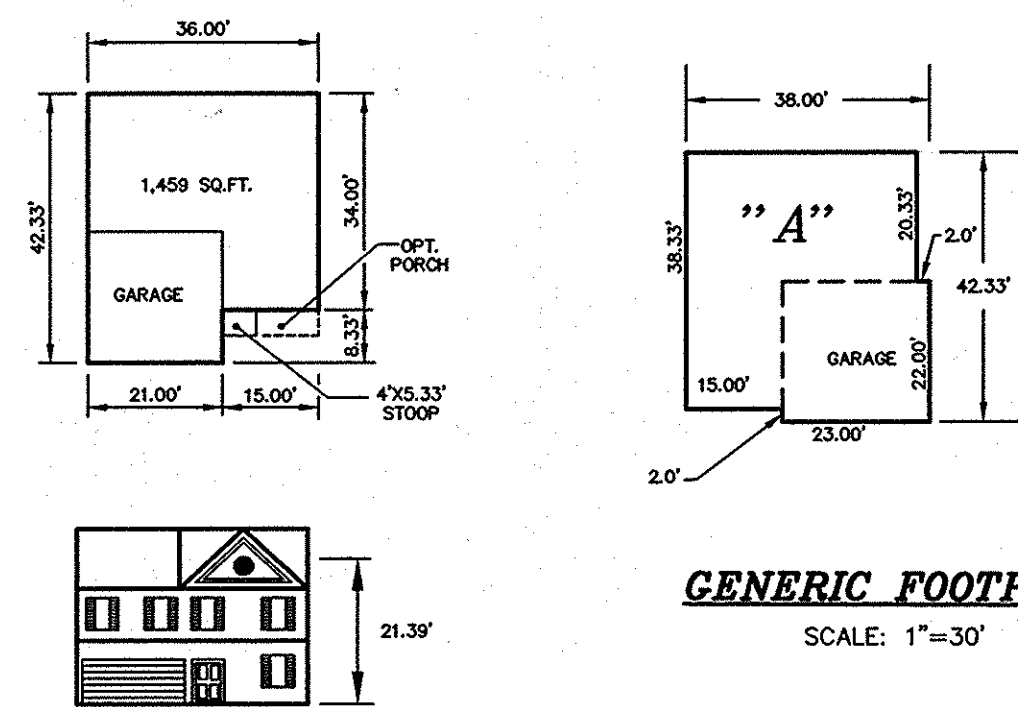 36.00'
1,459 SQ.FT.
42.33'
34.00'
OPT.
PORCH
GARAGE
8.33'
21.00'
15.00'
4'X5.33'
STOOP
21.39'
38.00'
"A"
38.33'
20.33'
2.0'
42.33'
GARAGE
22.00'
15.00'
23.00'
2.0'
GENERIC
SCALE: 1"=30'